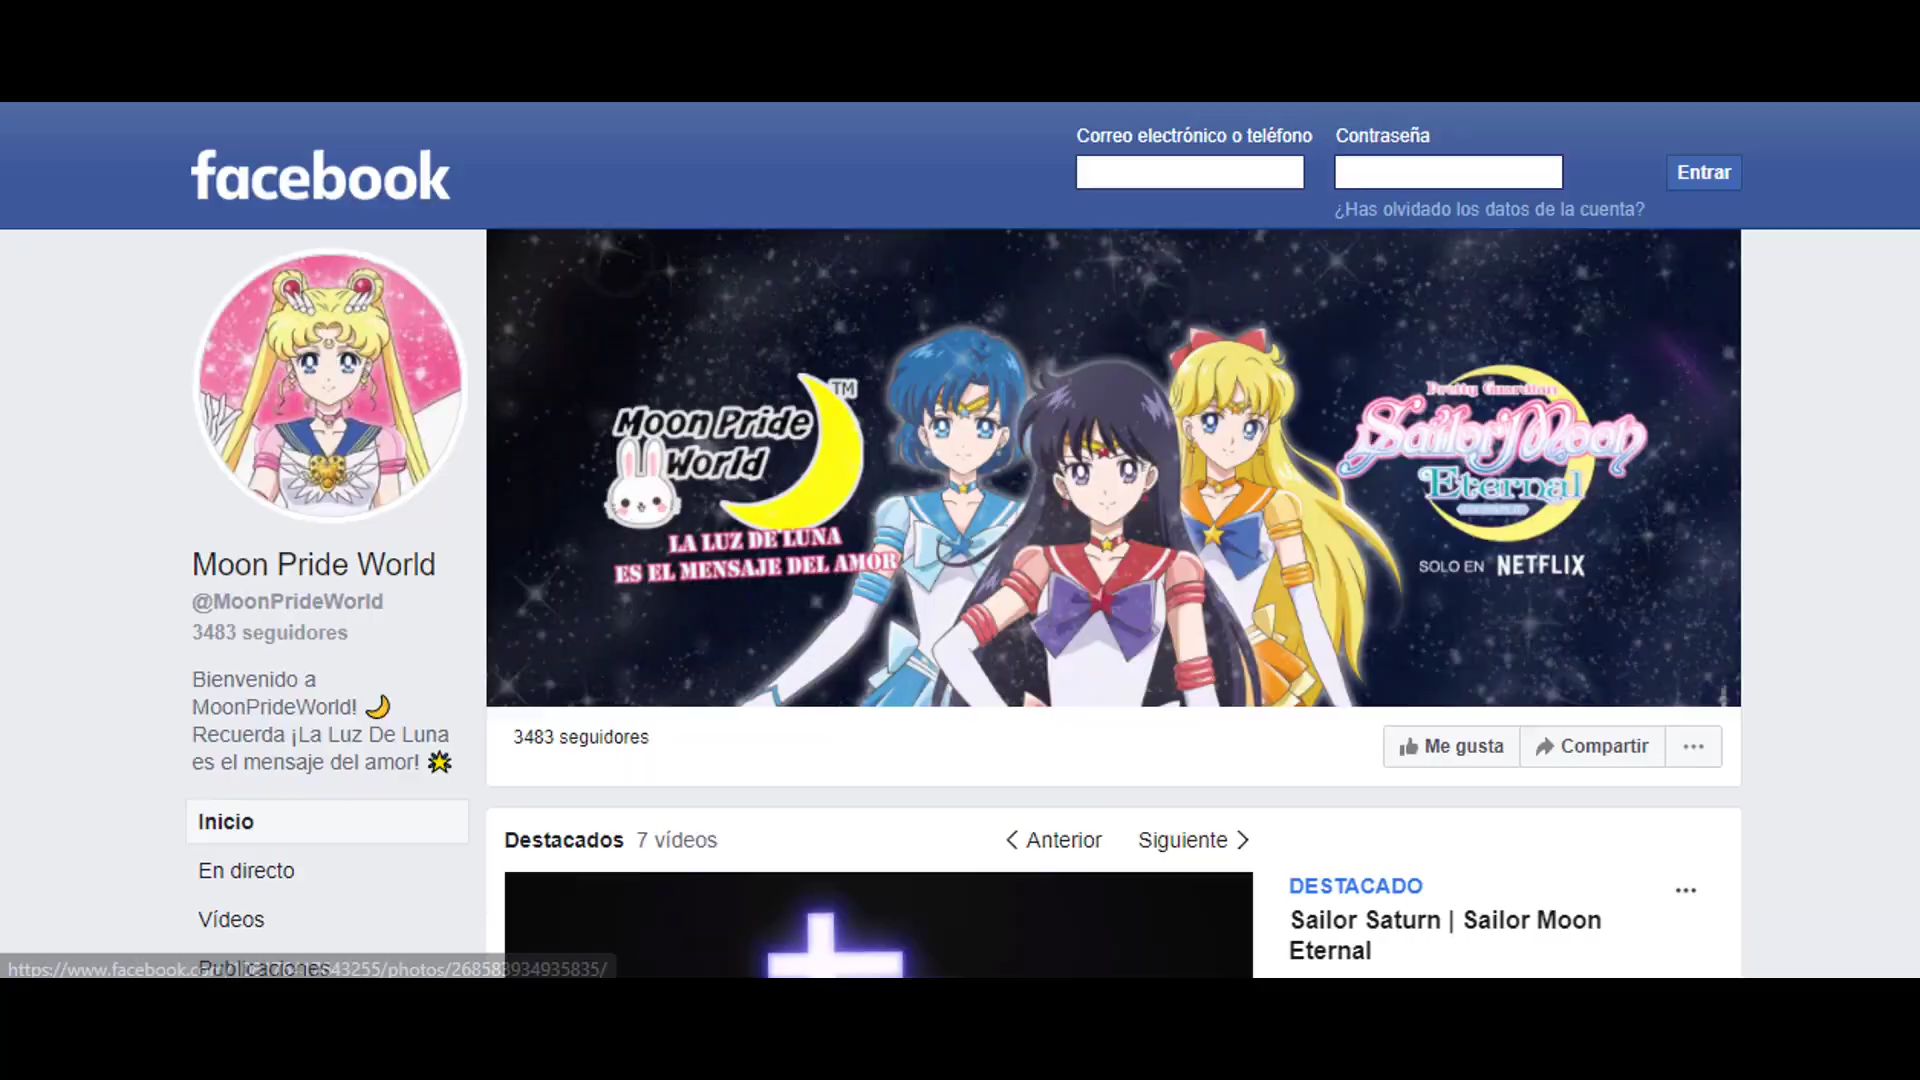 facebook
Correo electrónico o teléfono
Contraseña
Entrar
¿Has olvidado los datos de la cuenta?
Moon Pride World
@MoonPrideWorld
3483 seguidores
Bienvenido a
MoonPrideWorld! 🌙
Recuerda ¡La Luz De Luna
es el mensaje del amor! 🌟
Inicio
En directo
Vídeos
Publicaciones
Moon Pride
World
TM
LA LUZ DE LUNA
ES EL MENSAJE DEL AMOR
Pretty Guardian
Sailor Moon
Eternal
SOLO EN NETFLIX
3483 seguidores
Me gusta
Compartir
Destacados 7 vídeos
Anterior
Siguiente
DESTACADO
Sailor Saturn | Sailor Moon
Eternal